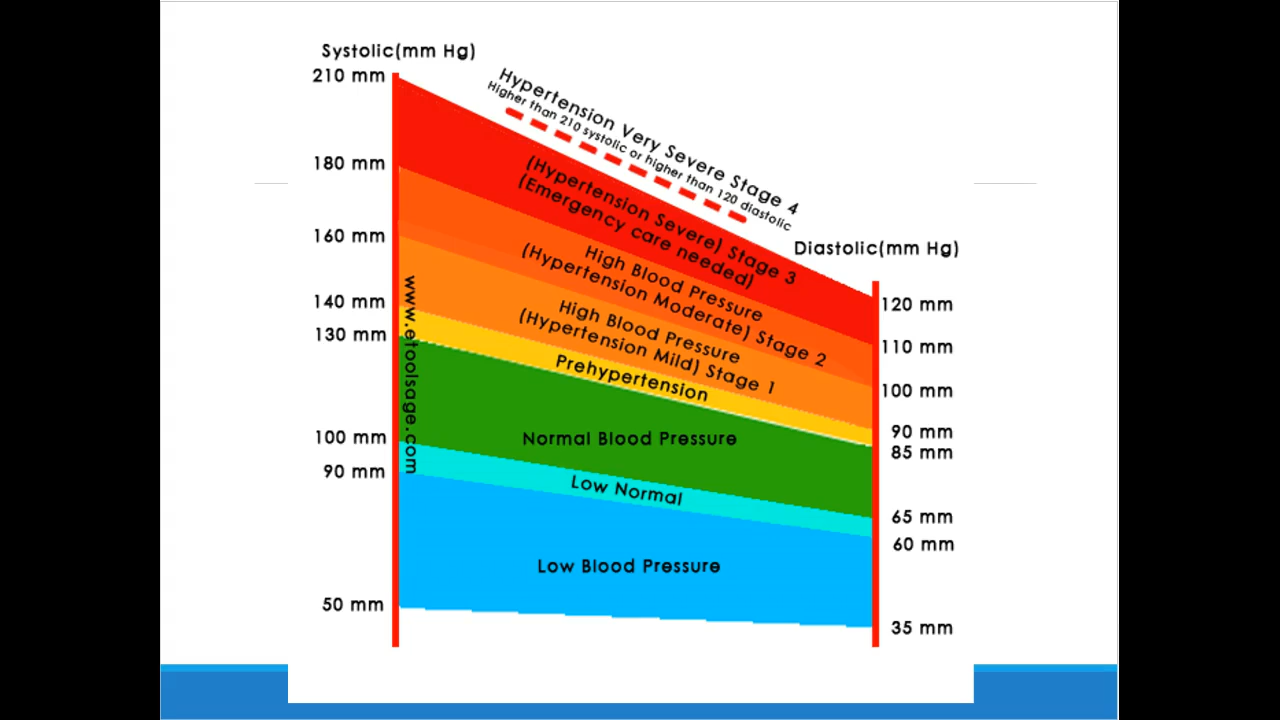 Systolic(mm Hg)
210 mm
180 mm
160 mm
140 mm
130 mm
100 mm
90 mm
50 mm
www.etoolsage.com
Hypertension Very Severe Stage 4
Higher than 210 systolic or higher than 120 diastolic
(Hypertension Severe) Stage 3
(Emergency care needed)
High Blood Pressure
(Hypertension Moderate) Stage 2
High Blood Pressure
(Hypertension Mild) Stage 1
Prehypertension
Normal Blood Pressure
Low Normal
Low Blood Pressure
Diastolic(mm Hg)
120 mm
110 mm
100 mm
90 mm
85 mm
65 mm
60 mm
35 mm